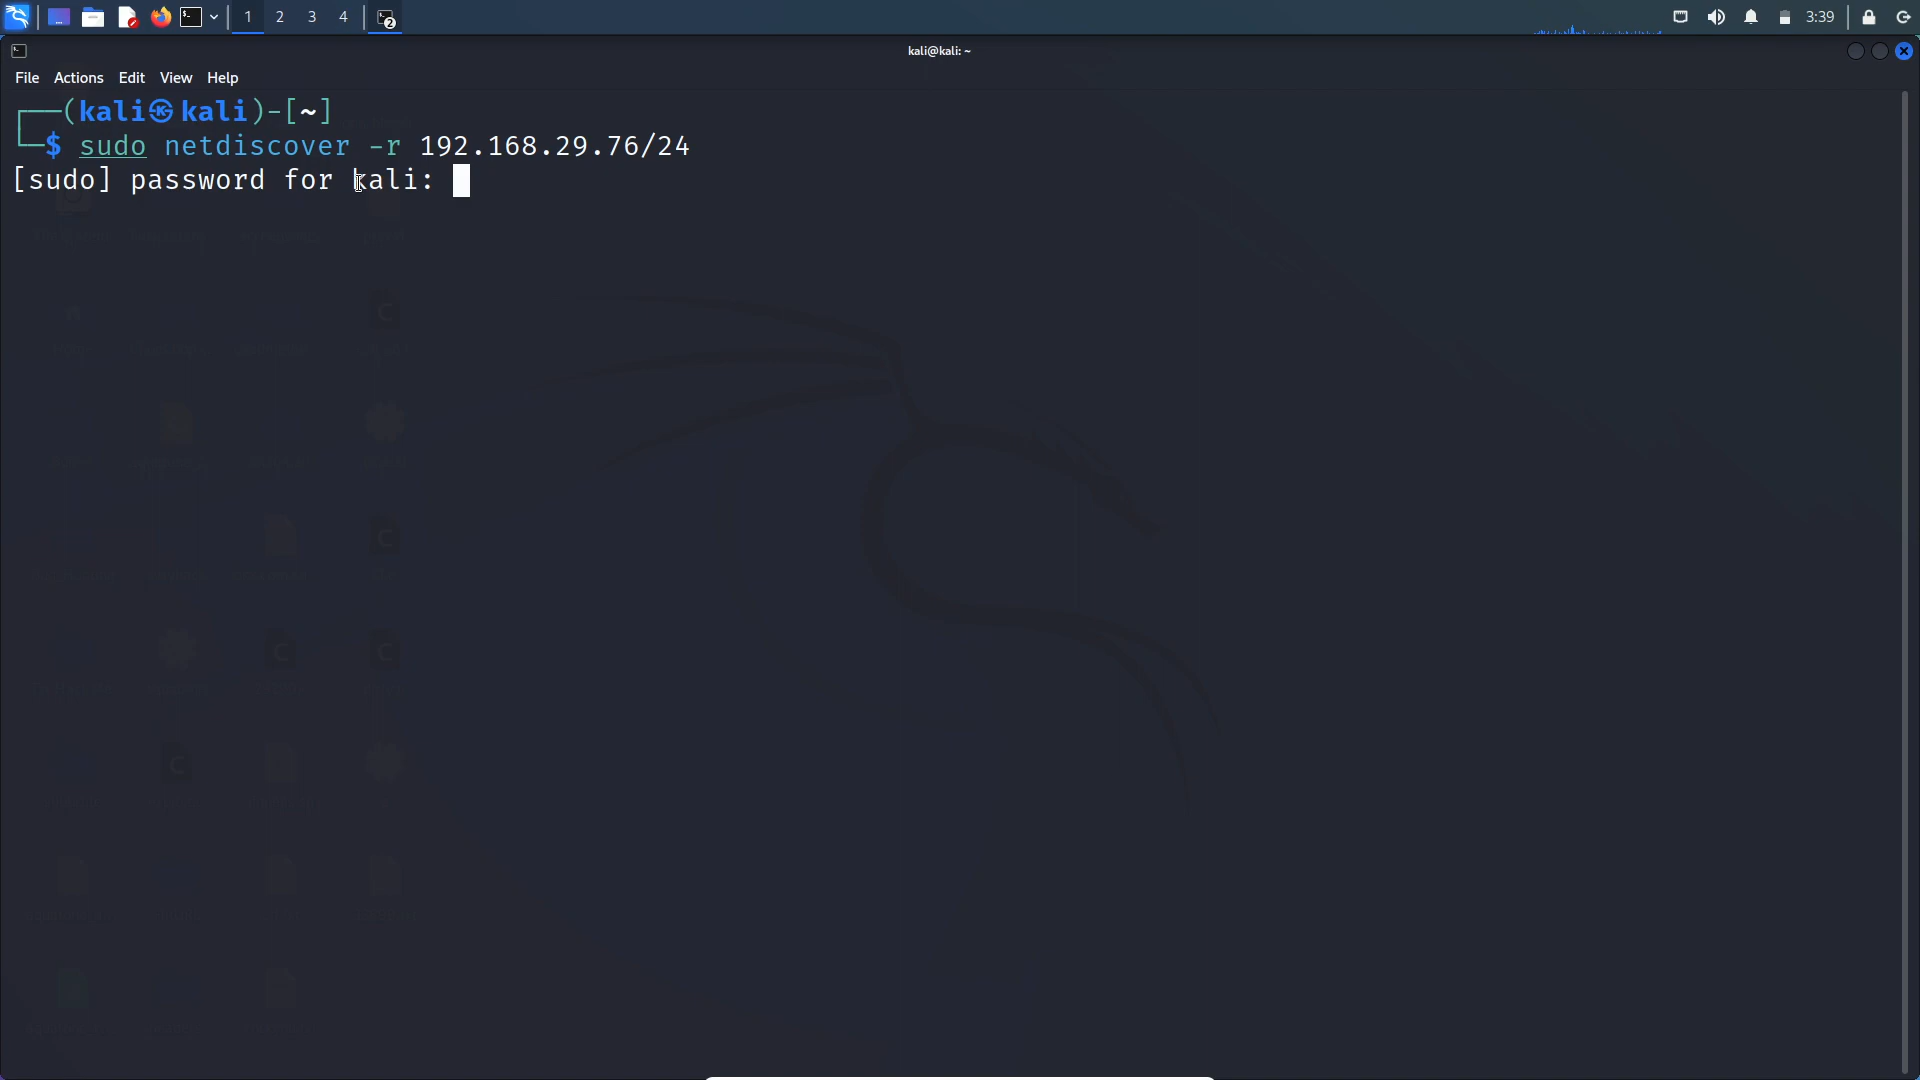 1 2 3 4 2 3:39
kali@kali: ~
File Actions Edit View Help
┌──(kali㉿kali)-[~]
└─$ sudo netdiscover -r 192.168.29.76/24
[sudo] password for kali: